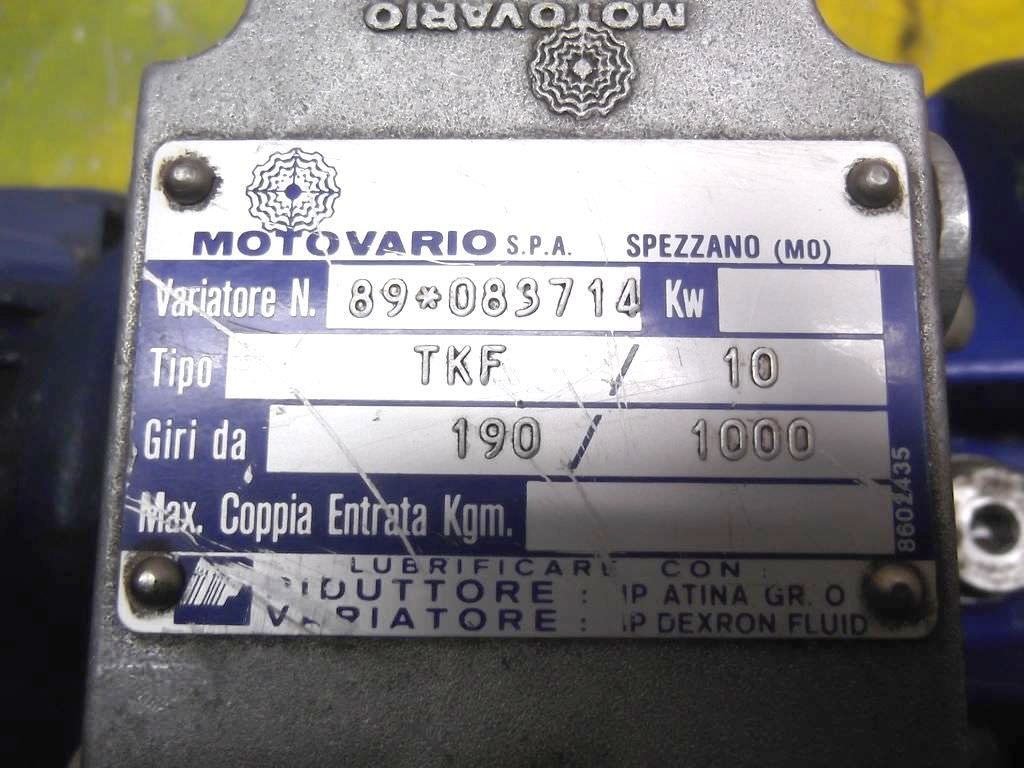 MOTOVARIO
MOTOVARIO S.P.A. SPEZZANO (MO)
Variatore N. 89*083714 Kw
Tipo TKF / 10
Giri da 190 / 1000
Max. Coppia Entrata Kgm.
8602435
LUBRIFICARE CON :
RIDUTTORE : IP ATINA GR. O
VARIATORE : IP DEXRON FLUID